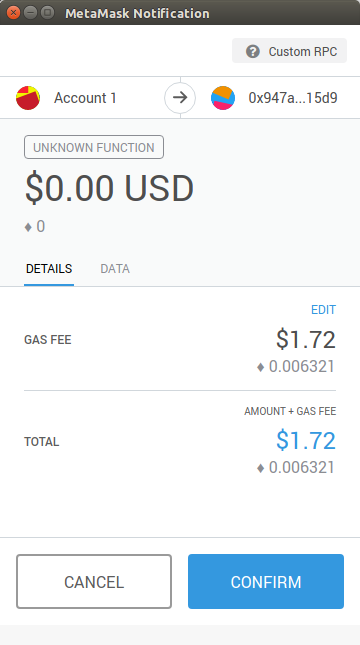 MetaMask Notification
Custom RPC
Account 1
0x947a...15d9
UNKNOWN FUNCTION
$0.00 USD
0
DETAILS
DATA
EDIT
GAS FEE
$1.72
0.006321
AMOUNT + GAS FEE
TOTAL
$1.72
0.006321
CANCEL
CONFIRM